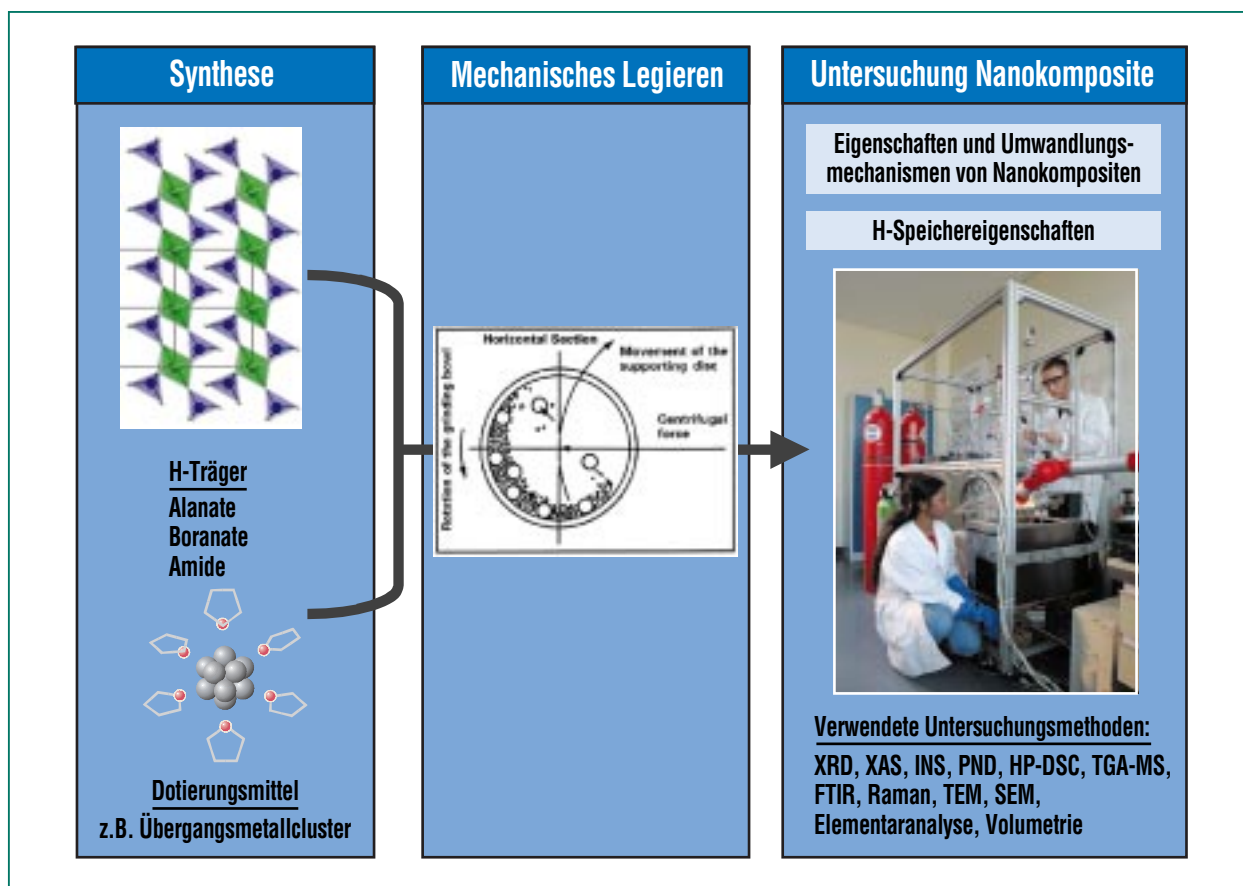 Synthese
H-Träger
Alanate
Boranate
Amide
Dotierungsmittel
z.B. Übergangsmetallcluster
Mechanisches Legieren
Horizontal Section
Movement of the
supporting disc
Centrifugal
force
Rotation of the grinding bowl
Untersuchung Nanokomposite
Eigenschaften und Umwandlungs-
mechanismen von Nanokompositen
H-Speichereigenschaften
Verwendete Untersuchungsmethoden:
XRD, XAS, INS, PND, HP-DSC, TGA-MS,
FTIR, Raman, TEM, SEM,
Elementaranalyse, Volumetrie